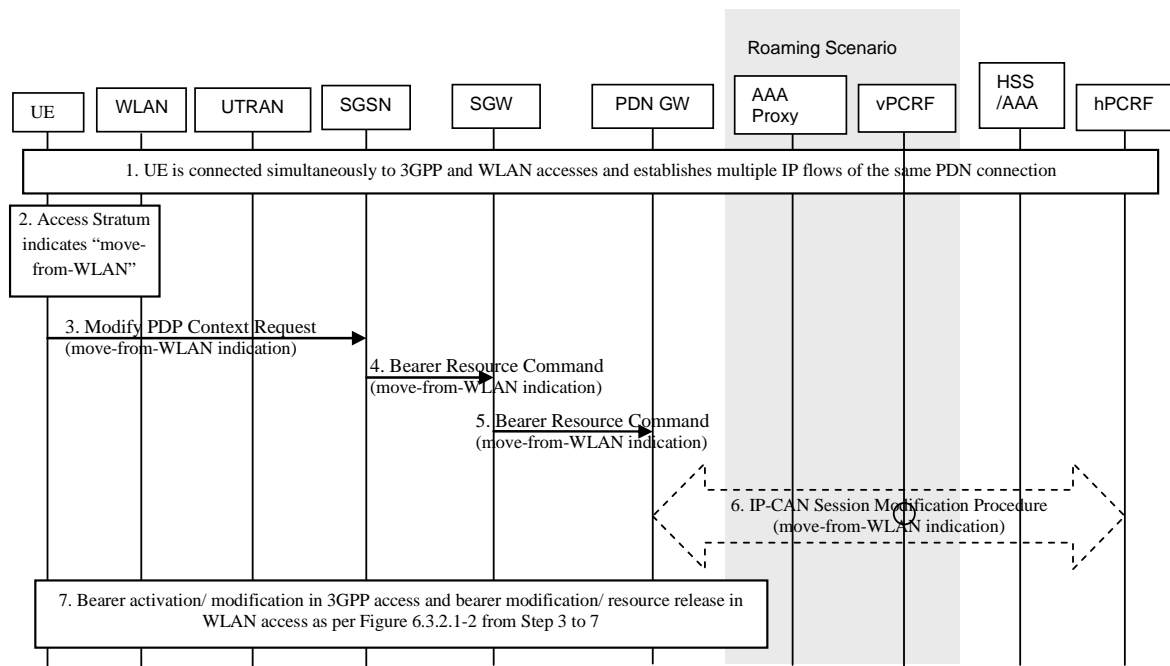 Roaming Scenario
UE
WLAN
UTRAN
SGSN
SGW
PDN GW
AAA
Proxy
vPCRF
HSS
/AAA
hPCRF
1. UE is connected simultaneously to 3GPP and WLAN accesses and establishes multiple IP flows of the same PDN connection
2. Access Stratum
indicates “move-
from-WLAN”
3. Modify PDP Context Request
(move-from-WLAN indication)
4. Bearer Resource Command
(move-from-WLAN indication)
5. Bearer Resource Command
(move-from-WLAN indication)
6. IP-CAN Session Modification Procedure
(move-from-WLAN indication)
7. Bearer activation/ modification in 3GPP access and bearer modification/ resource release in
WLAN access as per Figure 6.3.2.1-2 from Step 3 to 7